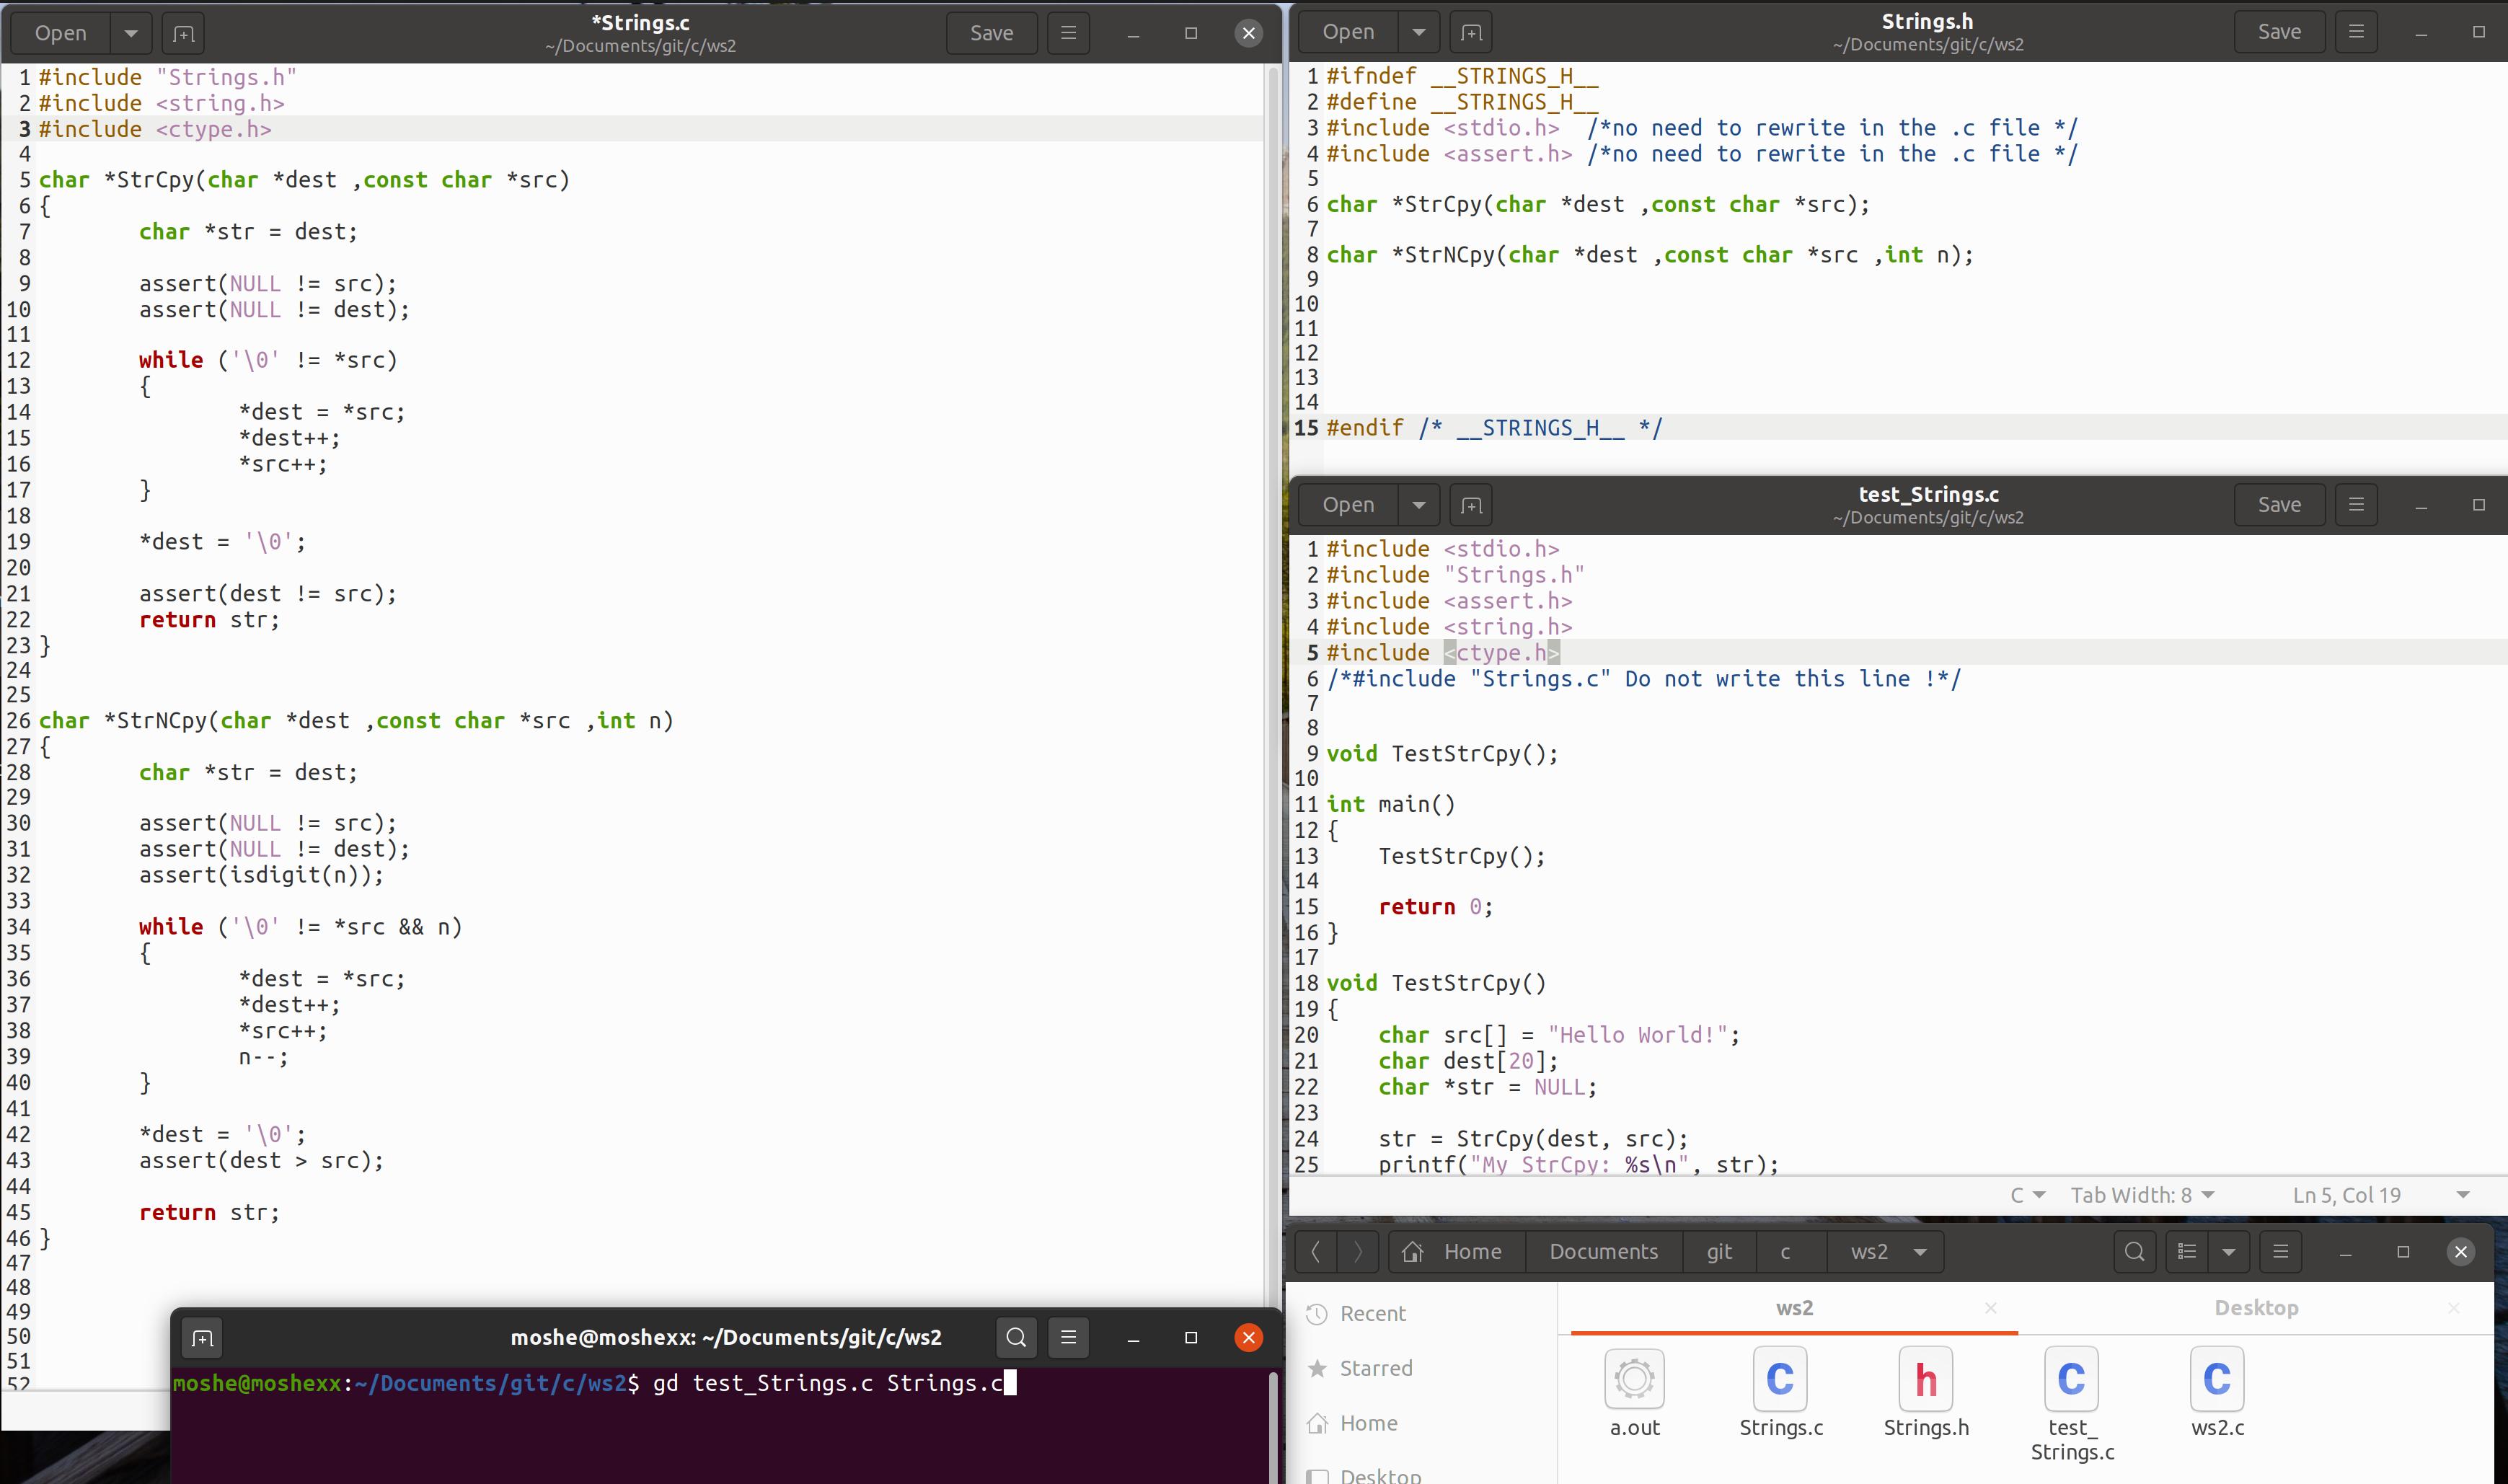 Open
*Strings.c
~/Documents/git/c/ws2
Save
1 #include "Strings.h"
2 #include <string.h>
3 #include <ctype.h>
4
5 char *StrCpy(char *dest ,const char *src)
6 {
7 char *str = dest;
8
9 assert(NULL != src);
10 assert(NULL != dest);
11
12 while ('\0' != *src)
13 {
14 *dest = *src;
15 *dest++;
16 *src++;
17 }
18
19 *dest = '\0';
20
21 assert(dest != src);
22 return str;
23 }
24
25
26 char *StrNCpy(char *dest ,const char *src ,int n)
27 {
28 char *str = dest;
29
30 assert(NULL != src);
31 assert(NULL != dest);
32 assert(isdigit(n));
33
34 while ('\0' != *src && n)
35 {
36 *dest = *src;
37 *dest++;
38 *src++;
39 n--;
40 }
41
42 *dest = '\0';
43 assert(dest > src);
44
45 return str;
46 }
47
48
49
50
51
52
moshe@moshexx: ~/Documents/git/c/ws2
moshe@moshexx:~/Documents/git/c/ws2$ gd test_Strings.c Strings.c
Open
Strings.h
~/Documents/git/c/ws2
Save
1 #ifndef __STRINGS_H__
2 #define __STRINGS_H__
3 #include <stdio.h> /*no need to rewrite in the .c file */
4 #include <assert.h> /*no need to rewrite in the .c file */
5
6 char *StrCpy(char *dest ,const char *src);
7
8 char *StrNCpy(char *dest ,const char *src ,int n);
9
10
11
12
13
14
15 #endif /* __STRINGS_H__ */
Open
test_Strings.c
~/Documents/git/c/ws2
Save
1 #include <stdio.h>
2 #include "Strings.h"
3 #include <assert.h>
4 #include <string.h>
5 #include <ctype.h>
6 /*#include "Strings.c" Do not write this line !*/
7
8
9 void TestStrCpy();
10
11 int main()
12 {
13 TestStrCpy();
14
15 return 0;
16 }
17
18 void TestStrCpy()
19 {
20 char src[] = "Hello World!";
21 char dest[20];
22 char *str = NULL;
23
24 str = StrCpy(dest, src);
25 printf("My StrCpy: %s\n", str);
C Tab Width: 8 Ln 5, Col 19
Home Documents git c ws2
Recent
Starred
Home
Desktop
ws2 Desktop
a.out
Strings.c
Strings.h
test_
Strings.c
ws2.c